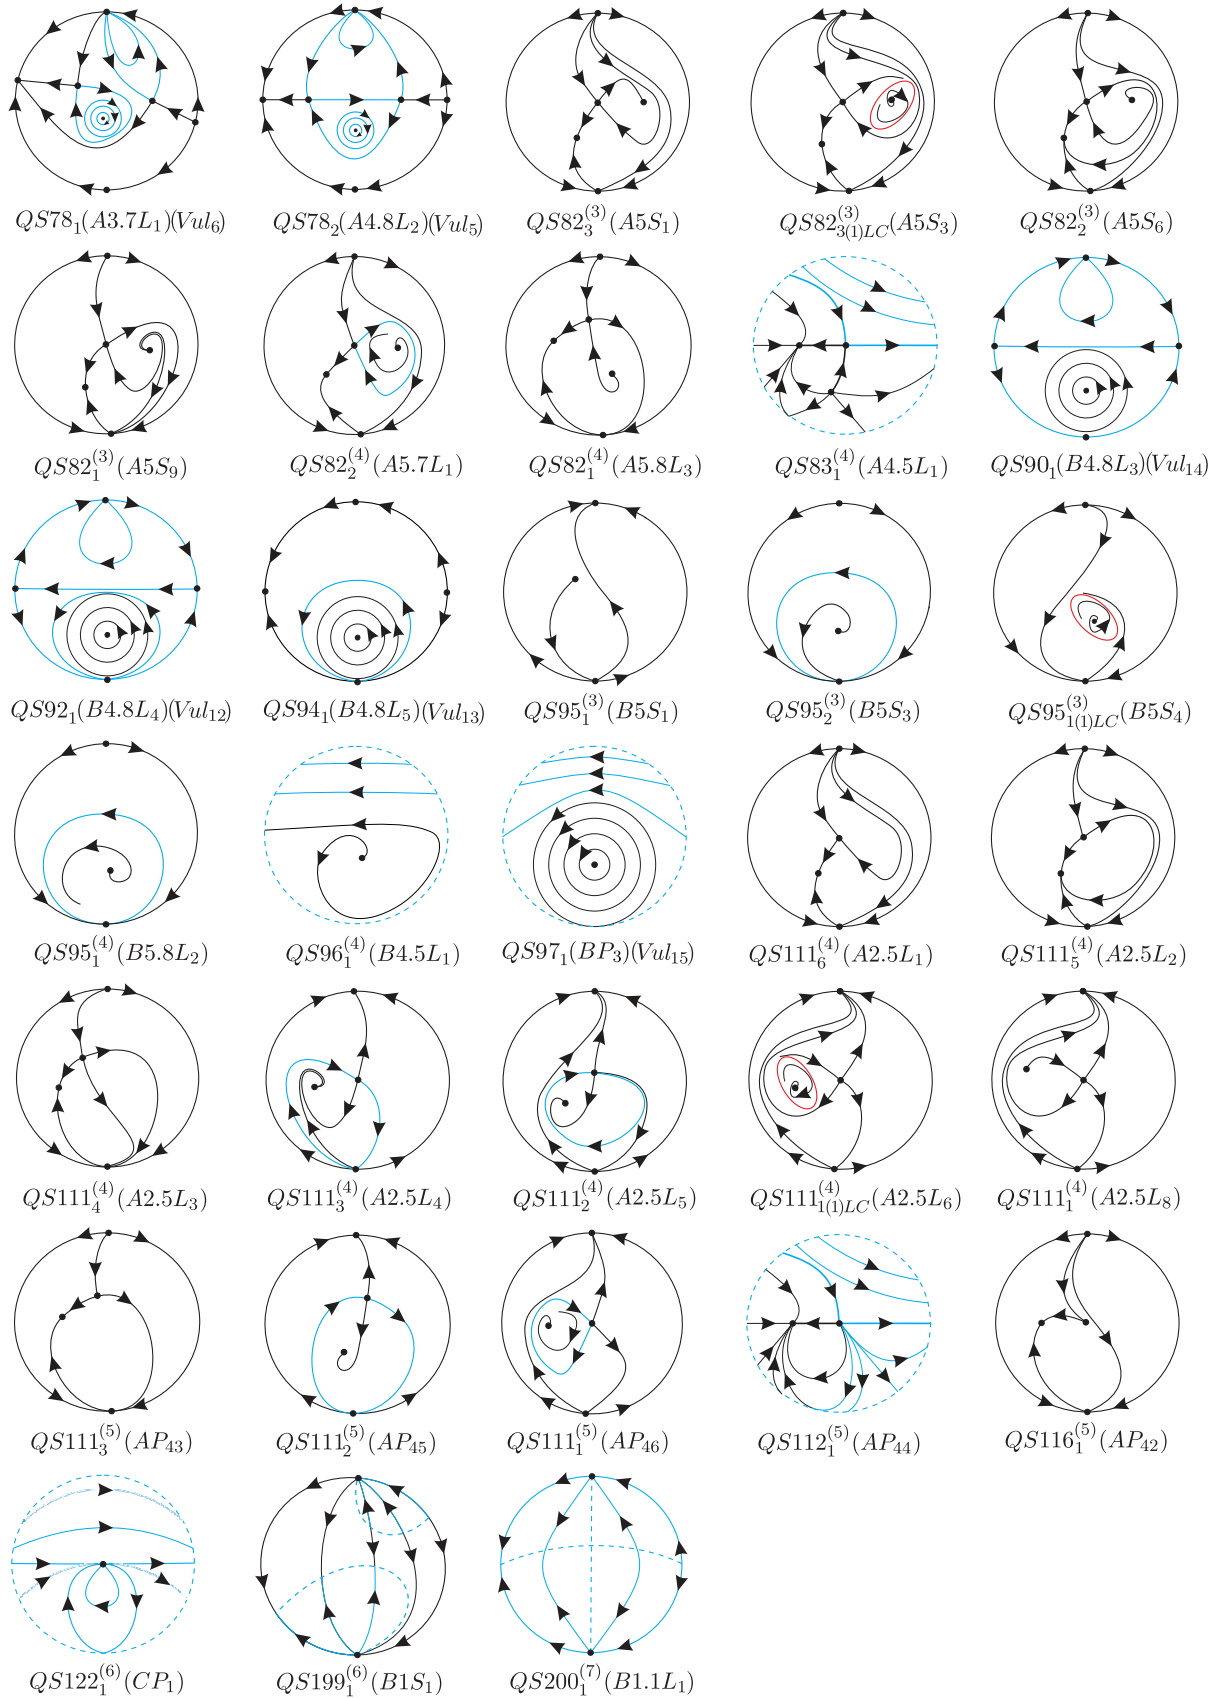 QS78₁(A3.7L₁)(Vul₆) QS78₂(A4.8L₂)(Vul₅) QS82₃⁽³⁾(A5S₁) QS82₃₍₁₎LC⁽³⁾(A5S₃) QS82₂⁽³⁾(A5S₆)
QS82₁⁽³⁾(A5S₉) QS82₂⁽⁴⁾(A5.7L₁) QS82₁⁽⁴⁾(A5.8L₃) QS83₁⁽⁴⁾(A4.5L₁) QS90₁(B4.8L₃)(Vul₁₄)
QS92₁(B4.8L₄)(Vul₁₂) QS94₁(B4.8L₅)(Vul₁₃) QS95₁⁽³⁾(B5S₁) QS95₂⁽³⁾(B5S₃) QS95₁₍₁₎LC⁽³⁾(B5S₄)
QS95₁⁽⁴⁾(B5.8L₂) QS96₁⁽⁴⁾(B4.5L₁) QS97₁(BP₃)(Vul₁₅) QS111₆⁽⁴⁾(A2.5L₁) QS111₅⁽⁴⁾(A2.5L₂)
QS111₄⁽⁴⁾(A2.5L₃) QS111₃⁽⁴⁾(A2.5L₄) QS111₂⁽⁴⁾(A2.5L₅) QS111₁₍₁₎LC⁽⁴⁾(A2.5L₆) QS111₁⁽⁴⁾(A2.5L₈)
QS111₃⁽⁵⁾(AP₄₃) QS111₂⁽⁵⁾(AP₄₅) QS111₁⁽⁵⁾(AP₄₆) QS112₁⁽⁵⁾(AP₄₄) QS116₁⁽⁵⁾(AP₄₂)
QS122₁⁽⁶⁾(CP₁) QS199₁⁽⁶⁾(B1S₁) QS200₁⁽⁷⁾(B1.1L₁)